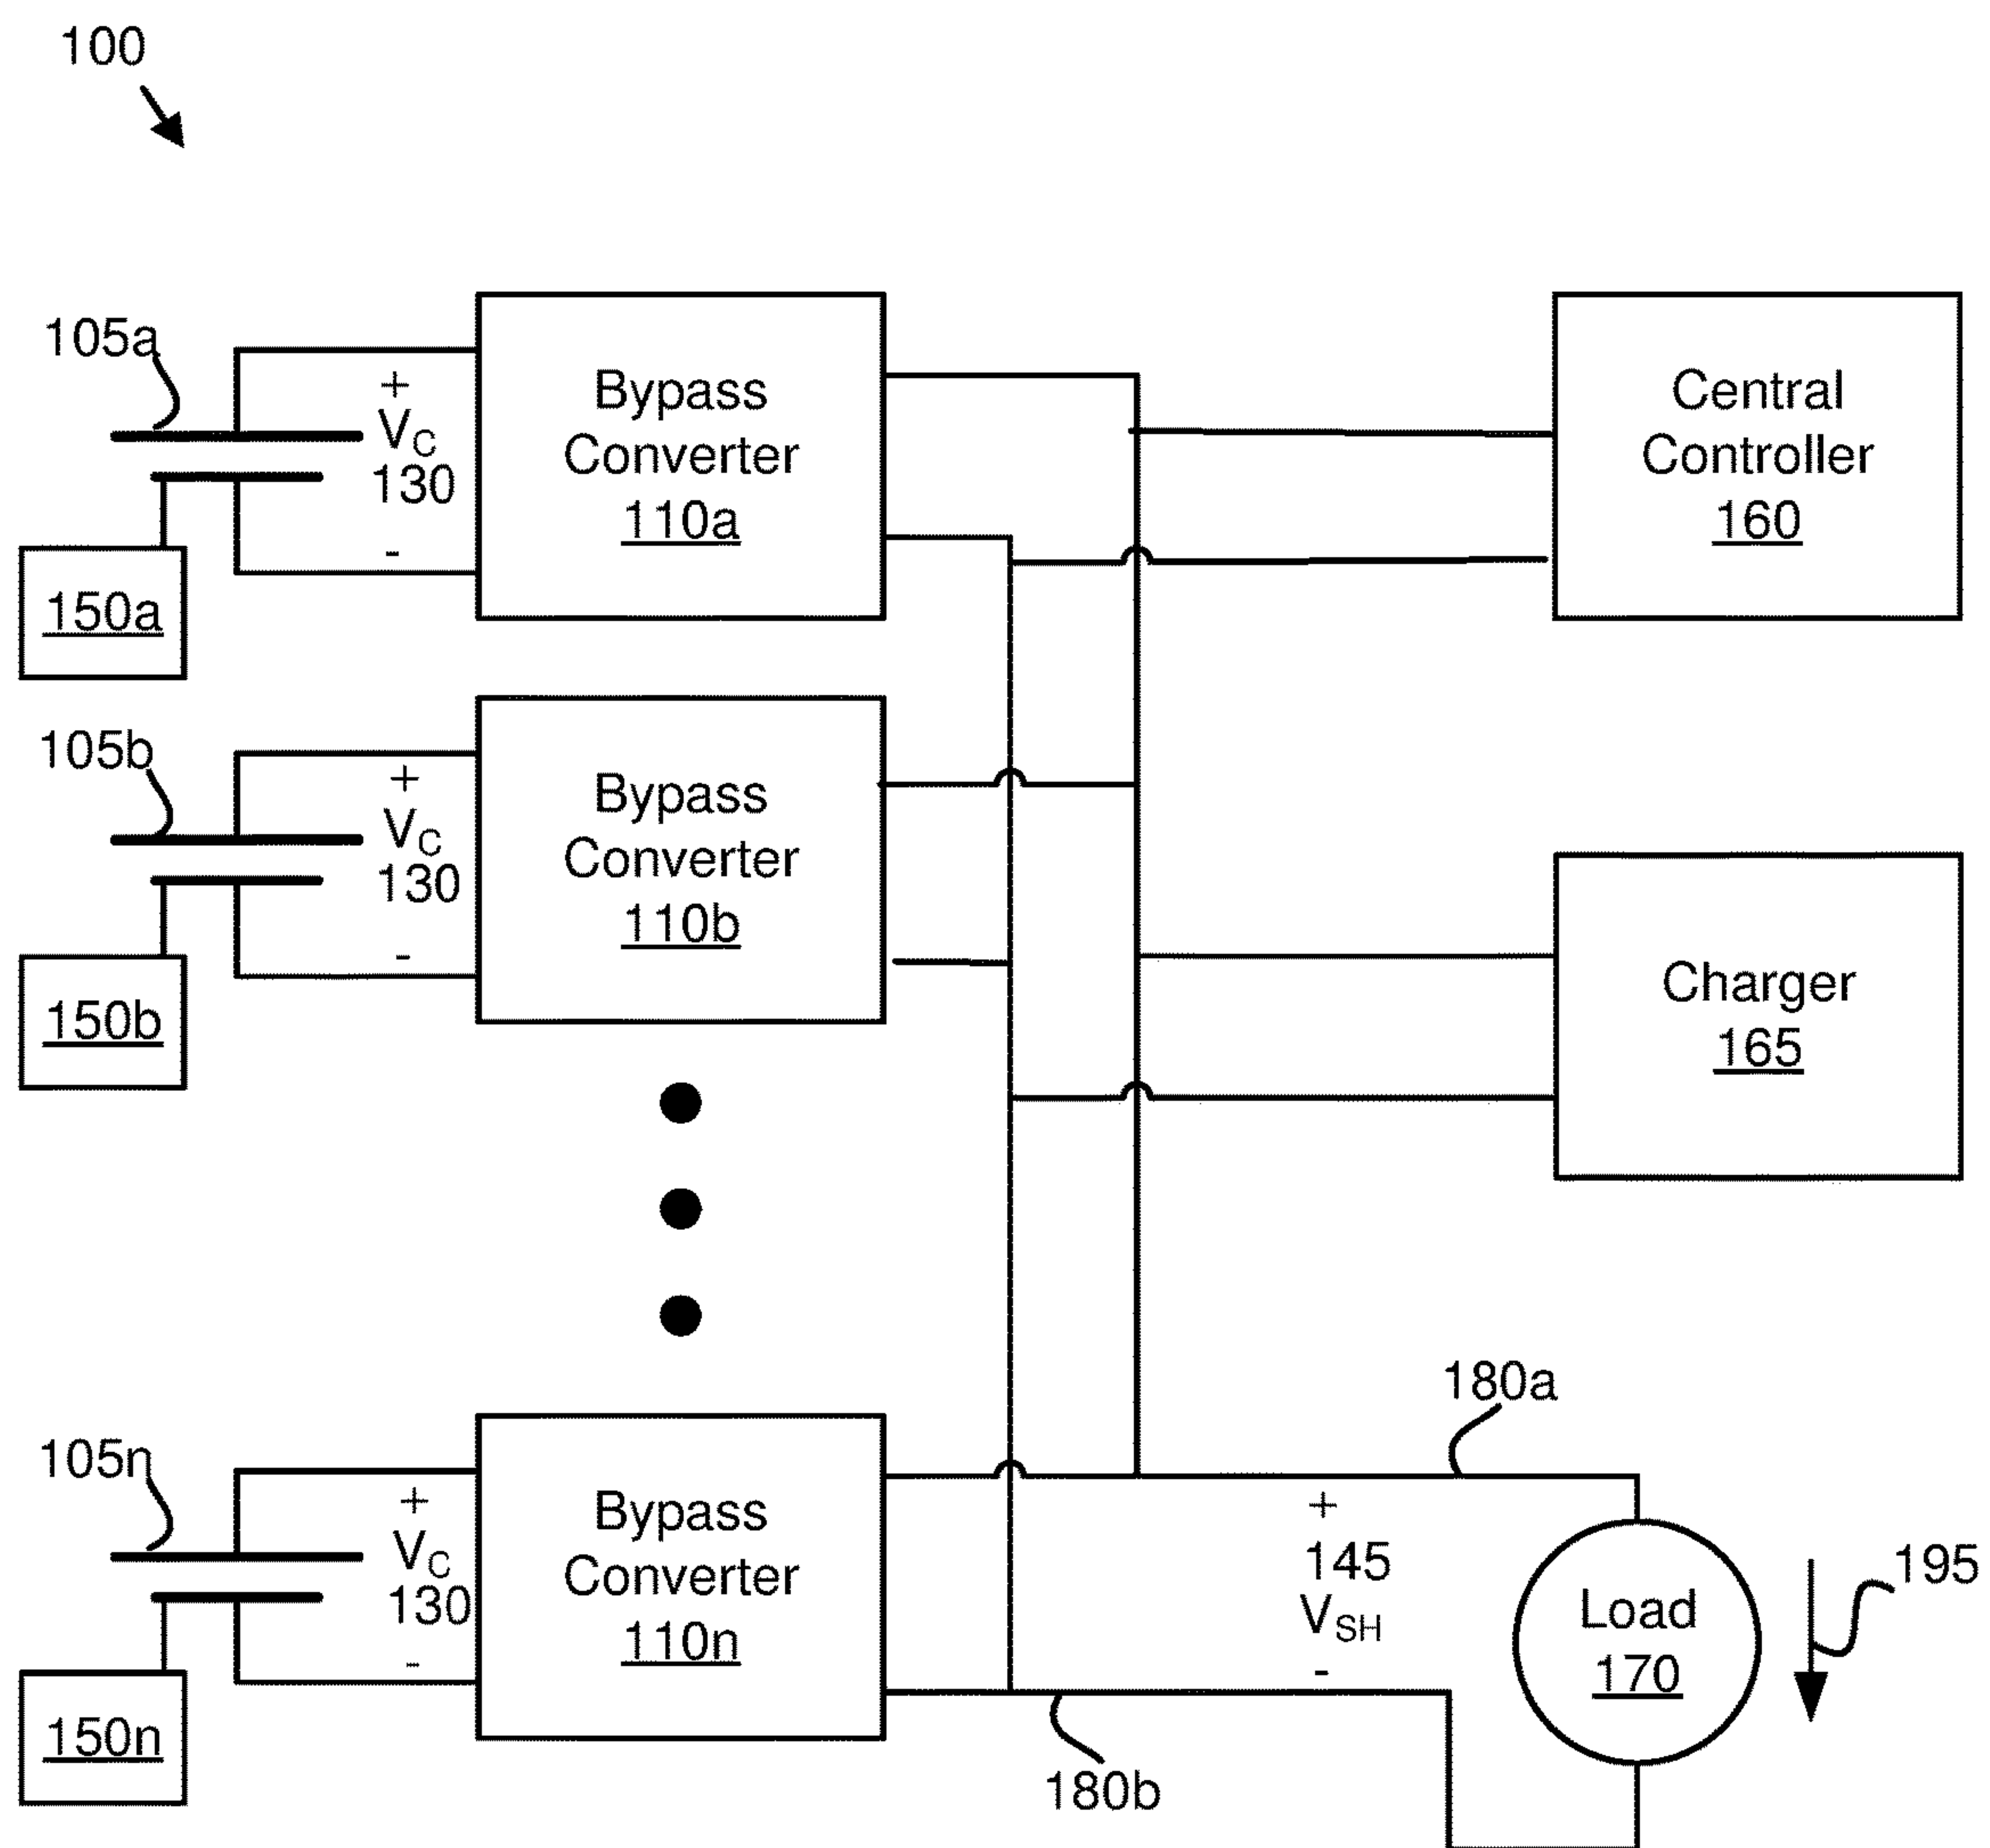 100
105a
+
VC
130
-
150a
Bypass
Converter
110a
Central
Controller
160
105b
+
VC
130
-
150b
Bypass
Converter
110b
Charger
165
105n
+
VC
130
-
150n
Bypass
Converter
110n
180a
+
145
VSH
-
180b
Load
170
195